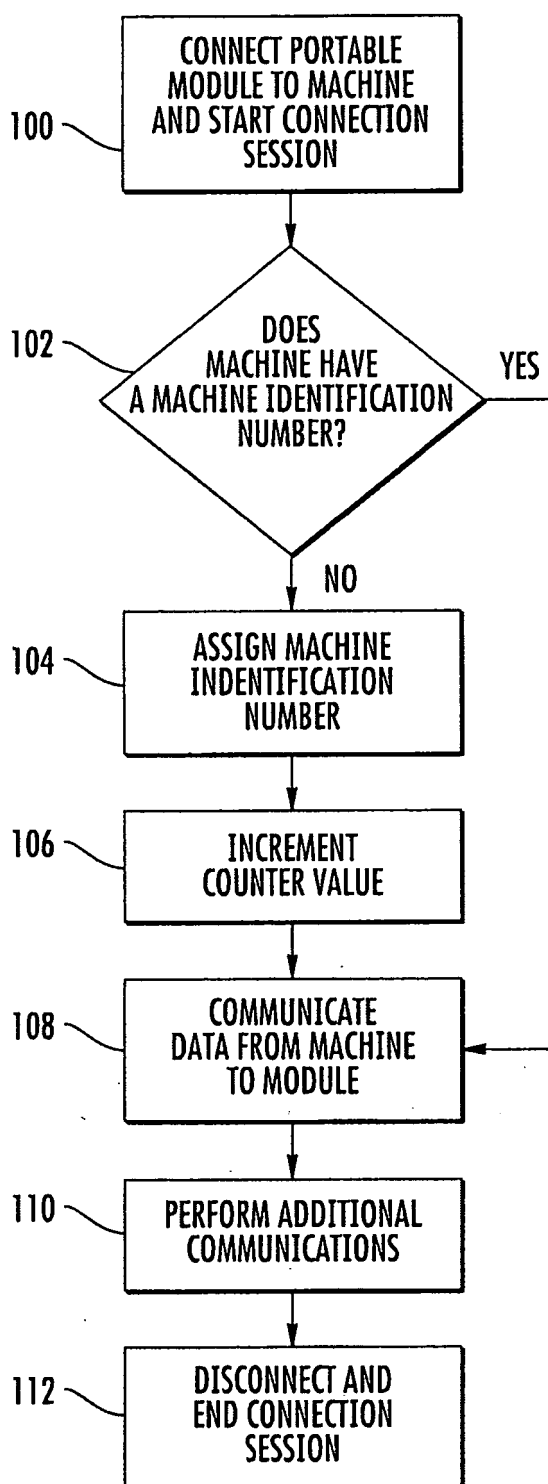 CONNECT PORTABLE
MODULE TO MACHINE
AND START CONNECTION
SESSION
100
DOES
MACHINE HAVE
A MACHINE IDENTIFICATION
NUMBER?
102
YES
NO
ASSIGN MACHINE
INDENTIFICATION
NUMBER
104
INCREMENT
COUNTER VALUE
106
COMMUNICATE
DATA FROM MACHINE
TO MODULE
108
PERFORM ADDITIONAL
COMMUNICATIONS
110
DISCONNECT AND
END CONNECTION
SESSION
112